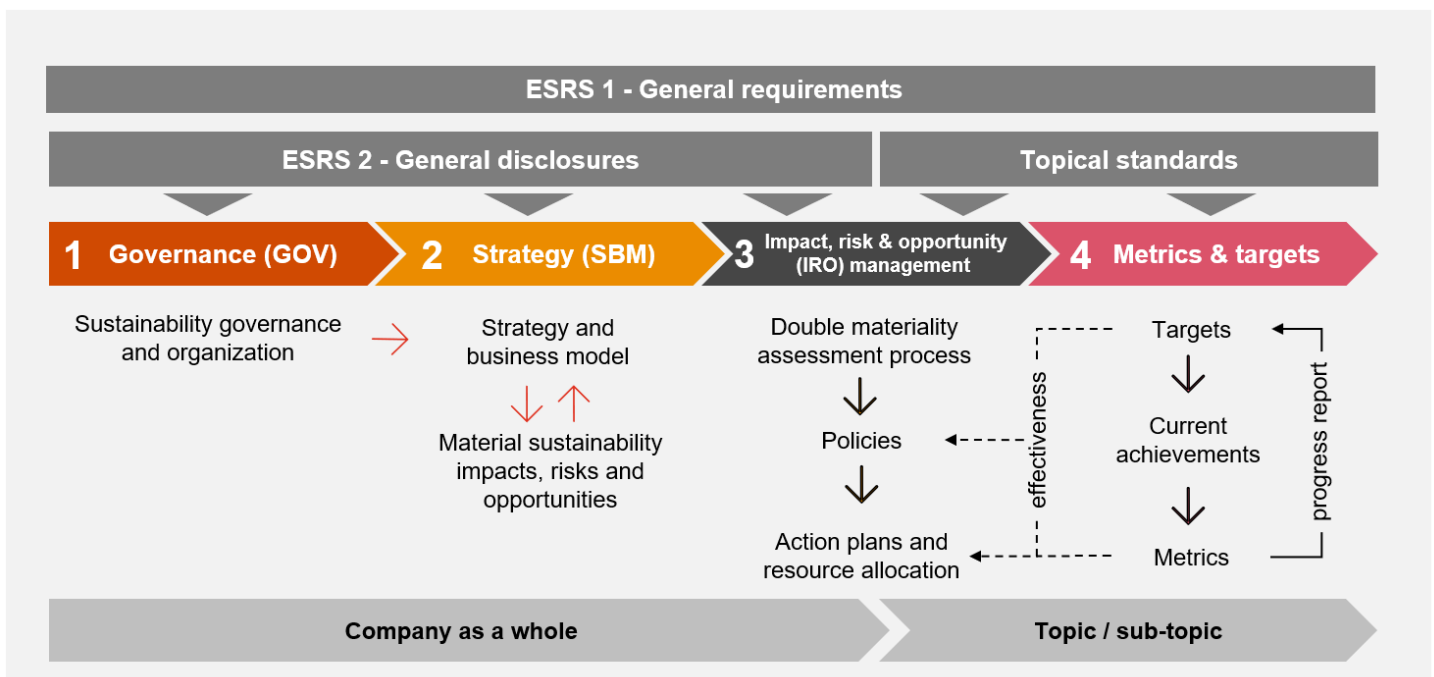 ESRS 1 - General requirements
ESRS 2 - General disclosures
Topical standards
1 Governance (GOV)
2 Strategy (SBM)
3 Impact, risk & opportunity
(IRO) management
4 Metrics & targets
Sustainability governance
and organization
Strategy and
business model
Material sustainability
impacts, risks and
opportunities
Double materiality
assessment process
Policies
Action plans and
resource allocation
effectiveness
Targets
Current
achievements
Metrics
progress report
Company as a whole
Topic / sub-topic